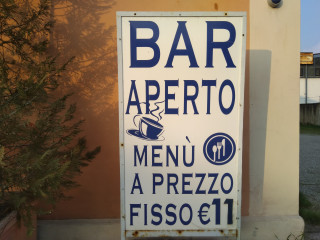 BAR
APERTO
MENÙ
A PREZZO
FISSO €11